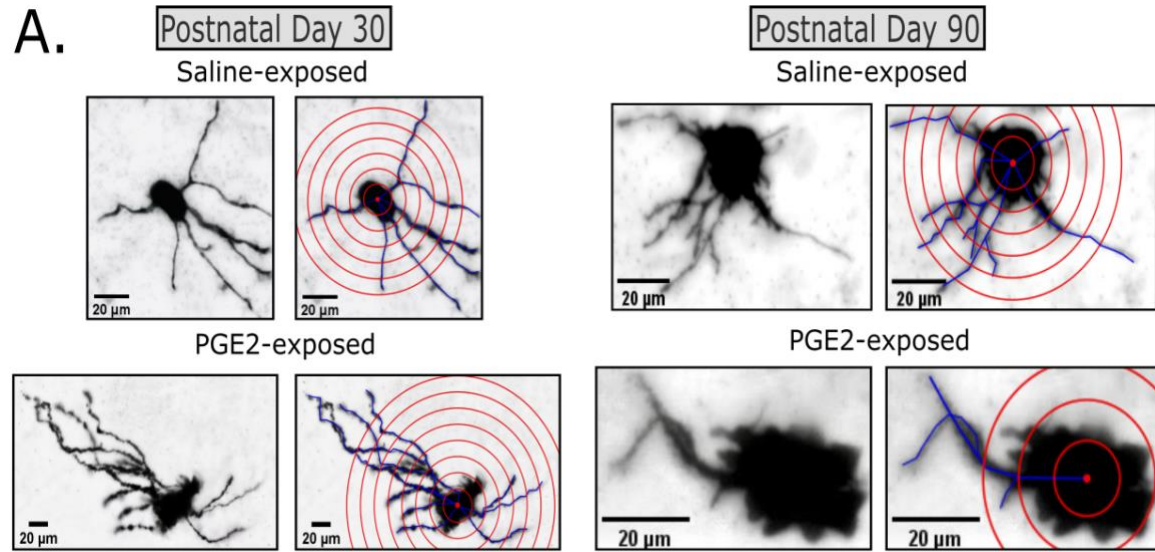 A.
Postnatal Day 30
Postnatal Day 90
Saline-exposed
Saline-exposed
20 µm
20 µm
20 µm
20 µm
PGE2-exposed
PGE2-exposed
20 µm
20 µm
20 µm
20 µm